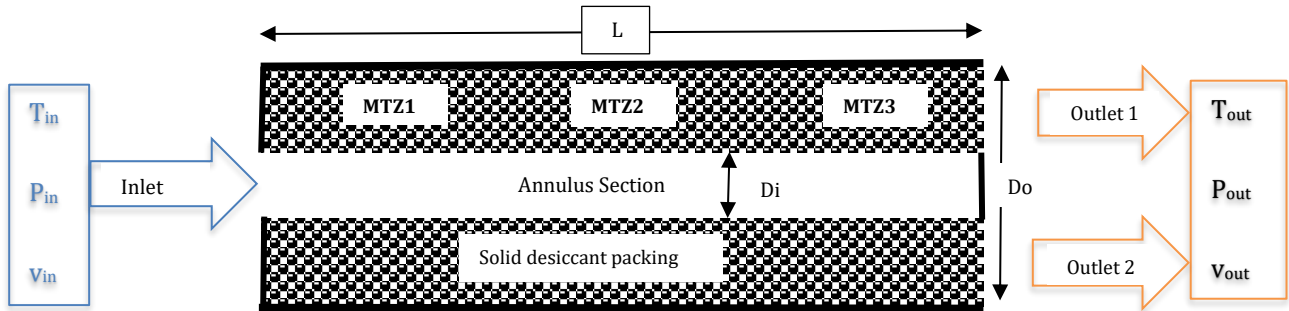 L
MTZ1
MTZ2
MTZ3
Tin
Pin
vin
Inlet
Annulus Section
Di
Do
Solid desiccant packing
Outlet 1
Outlet 2
Tout
Pout
vout